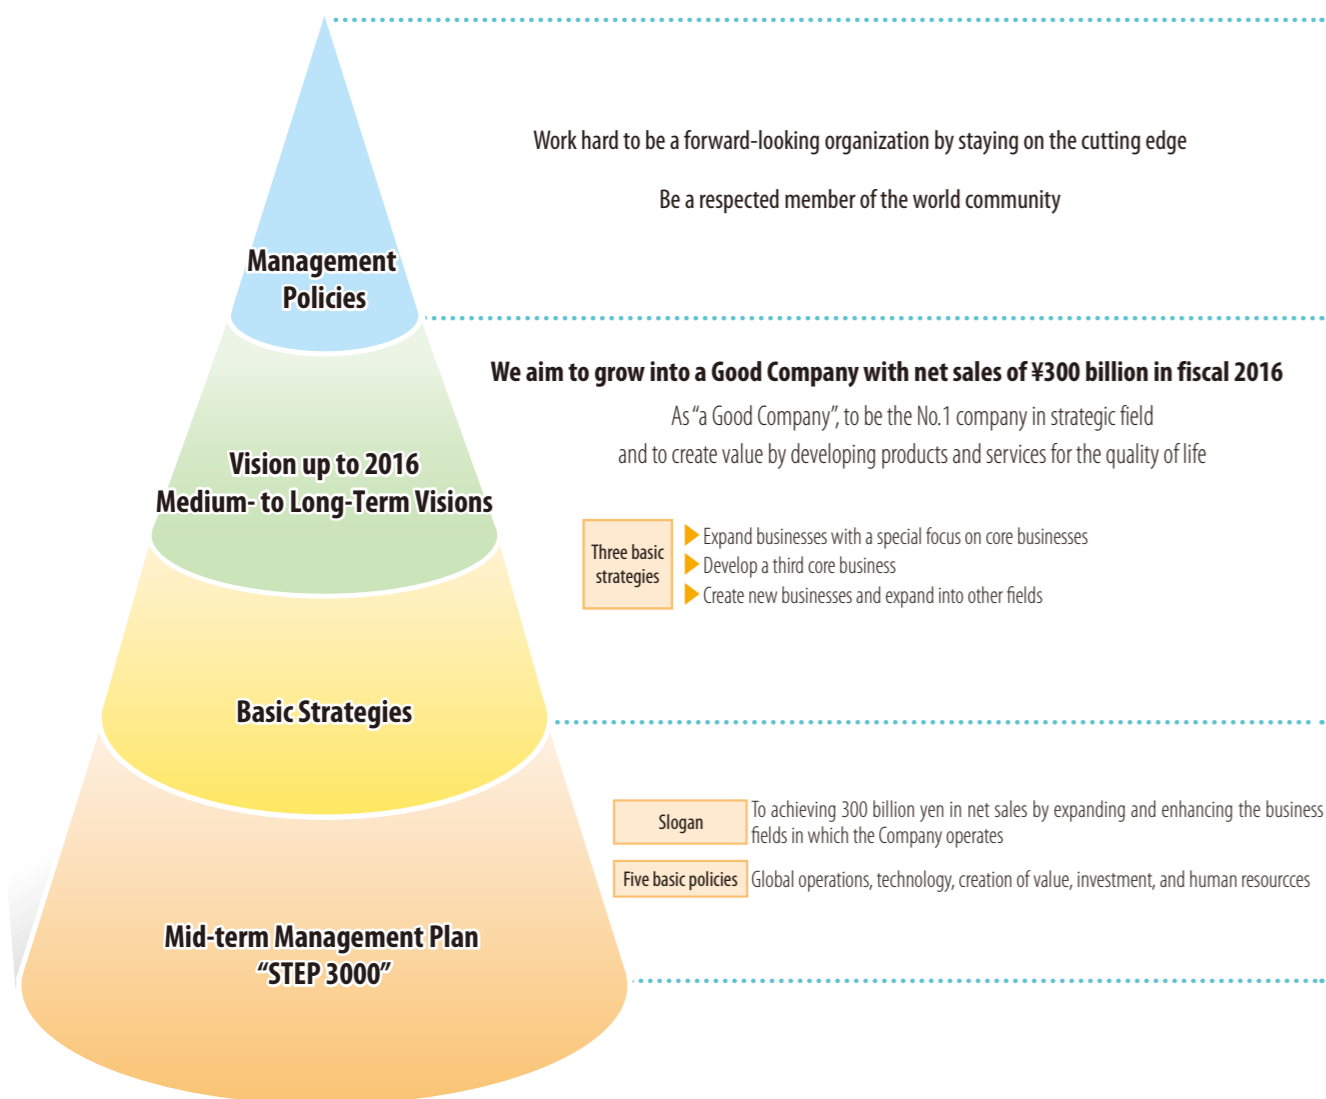 Work hard to be a forward-looking organization by staying on the cutting edge
Be a respected member of the world community
Management
Policies
We aim to grow into a Good Company with net sales of ¥300 billion in fiscal 2016
As “a Good Company”, to be the No.1 company in strategic field
and to create value by developing products and services for the quality of life
Vision up to 2016
Medium- to Long-Term Visions
Three basic
strategies
Expand businesses with a special focus on core businesses
Develop a third core business
Create new businesses and expand into other fields
Basic Strategies
Slogan
To achieving 300 billion yen in net sales by expanding and enhancing the business
fields in which the Company operates
Five basic policies
Global operations, technology, creation of value, investment, and human resourcces
Mid-term Management Plan
“STEP 3000”